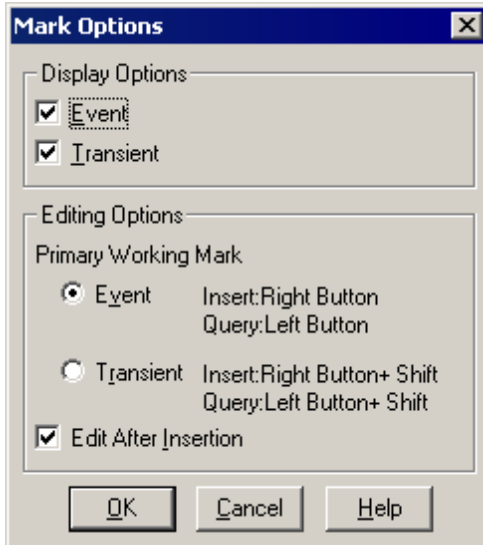 Mark Options
Display Options
Event
Transient
Editing Options
Primary Working Mark
Event Insert:Right Button
Query:Left Button
Transient Insert:Right Button+ Shift
Query:Left Button+ Shift
Edit After Insertion
OK Cancel Help